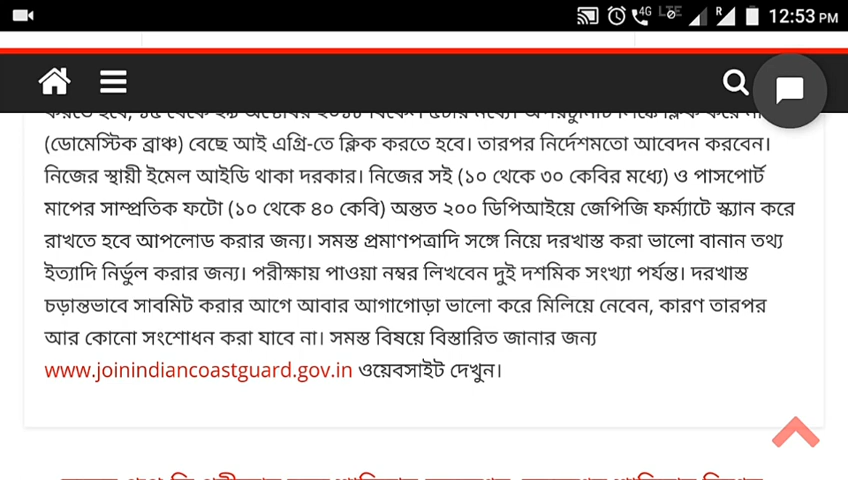 4G LTE R 12:53 PM
(ডোমেস্টিক ব্রাঞ্চ) বেছে আই এগ্রি-তে ক্লিক করতে হবে। তারপর নির্দেশমতো আবেদন করবেন।
নিজের স্থায়ী ইমেল আইডি থাকা দরকার। নিজের সই (১০ থেকে ৩০ কেবির মধ্যে) ও পাসপোর্ট
মাপের সাম্প্রতিক ফটো (১০ থেকে ৪০ কেবি) অন্তত ২০০ ডিপিআইয়ে জেপিজি ফর্ম্যাটে স্ক্যান করে
রাখতে হবে আপলোড করার জন্য। সমস্ত প্রমাণপত্রাদি সঙ্গে নিয়ে দরখাস্ত করা ভালো বানান তথ্য
ইত্যাদি নির্ভুল করার জন্য। পরীক্ষায় পাওয়া নম্বর লিখবেন দুই দশমিক সংখ্যা পর্যন্ত। দরখাস্ত
চড়ান্তভাবে সাবমিট করার আগে আবার আগাগোড়া ভালো করে মিলিয়ে নেবেন, কারণ তারপর
আর কোনো সংশোধন করা যাবে না। সমস্ত বিষয়ে বিস্তারিত জানার জন্য
www.joinindiancoastguard.gov.in ওয়েবসাইট দেখুন।